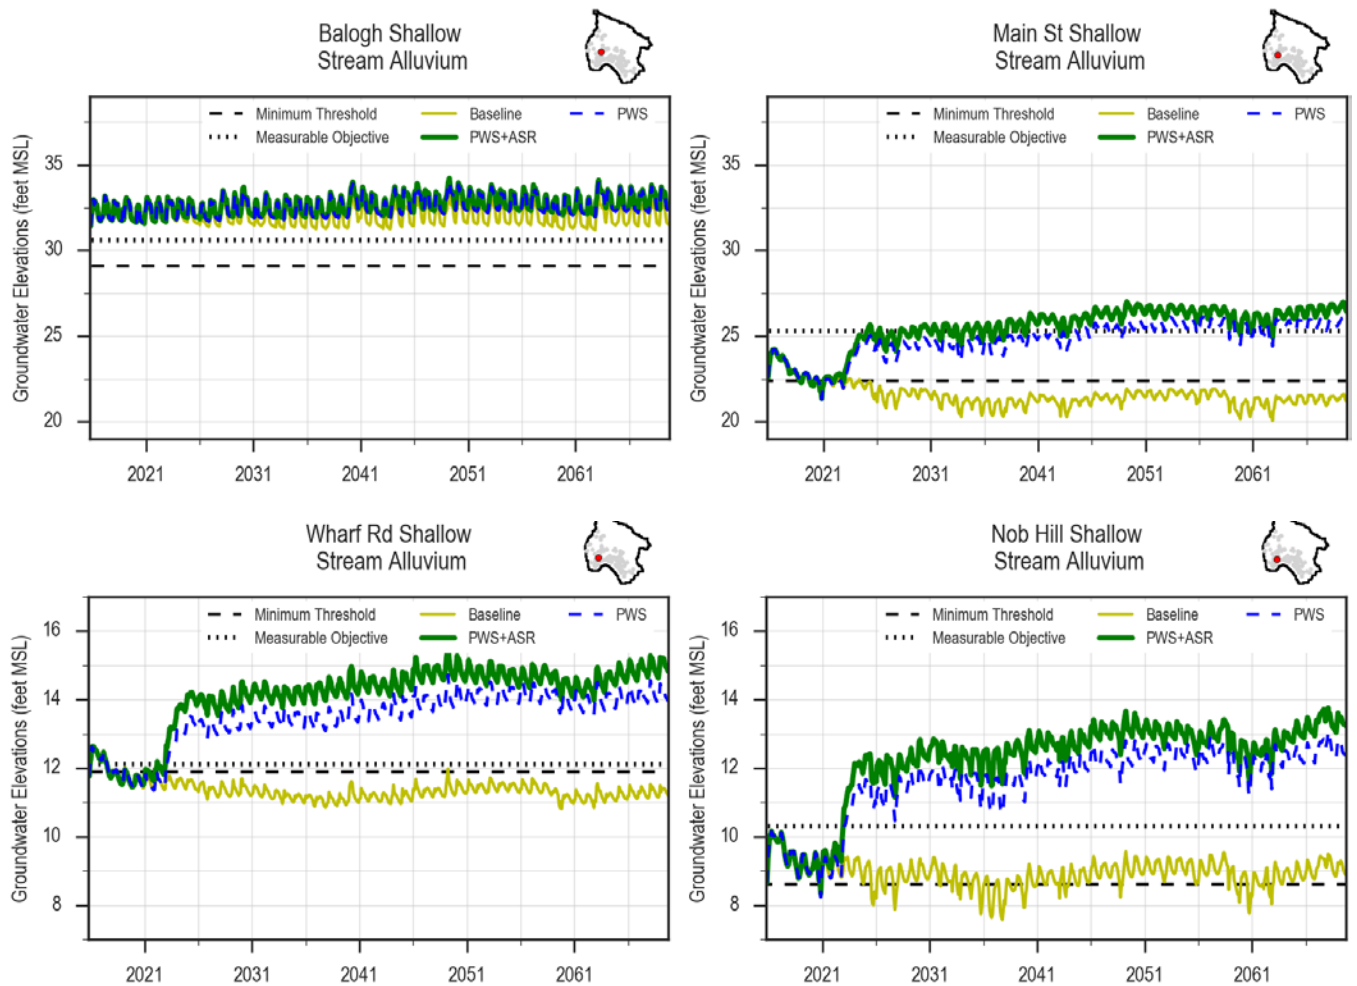 Balogh Shallow
Stream Alluvium
Minimum Threshold
Baseline
PWS
Measurable Objective
PWS+ASR
Groundwater Elevations (feet MSL)
35
30
25
20
2021
2031
2041
2051
2061
Main St Shallow
Stream Alluvium
Minimum Threshold
Baseline
PWS
Measurable Objective
PWS+ASR
Groundwater Elevations (feet MSL)
35
30
25
20
2021
2031
2041
2051
2061
Wharf Rd Shallow
Stream Alluvium
Minimum Threshold
Baseline
PWS
Measurable Objective
PWS+ASR
Groundwater Elevations (feet MSL)
16
14
12
10
8
2021
2031
2041
2051
2061
Nob Hill Shallow
Stream Alluvium
Minimum Threshold
Baseline
PWS
Measurable Objective
PWS+ASR
Groundwater Elevations (feet MSL)
16
14
12
10
8
2021
2031
2041
2051
2061